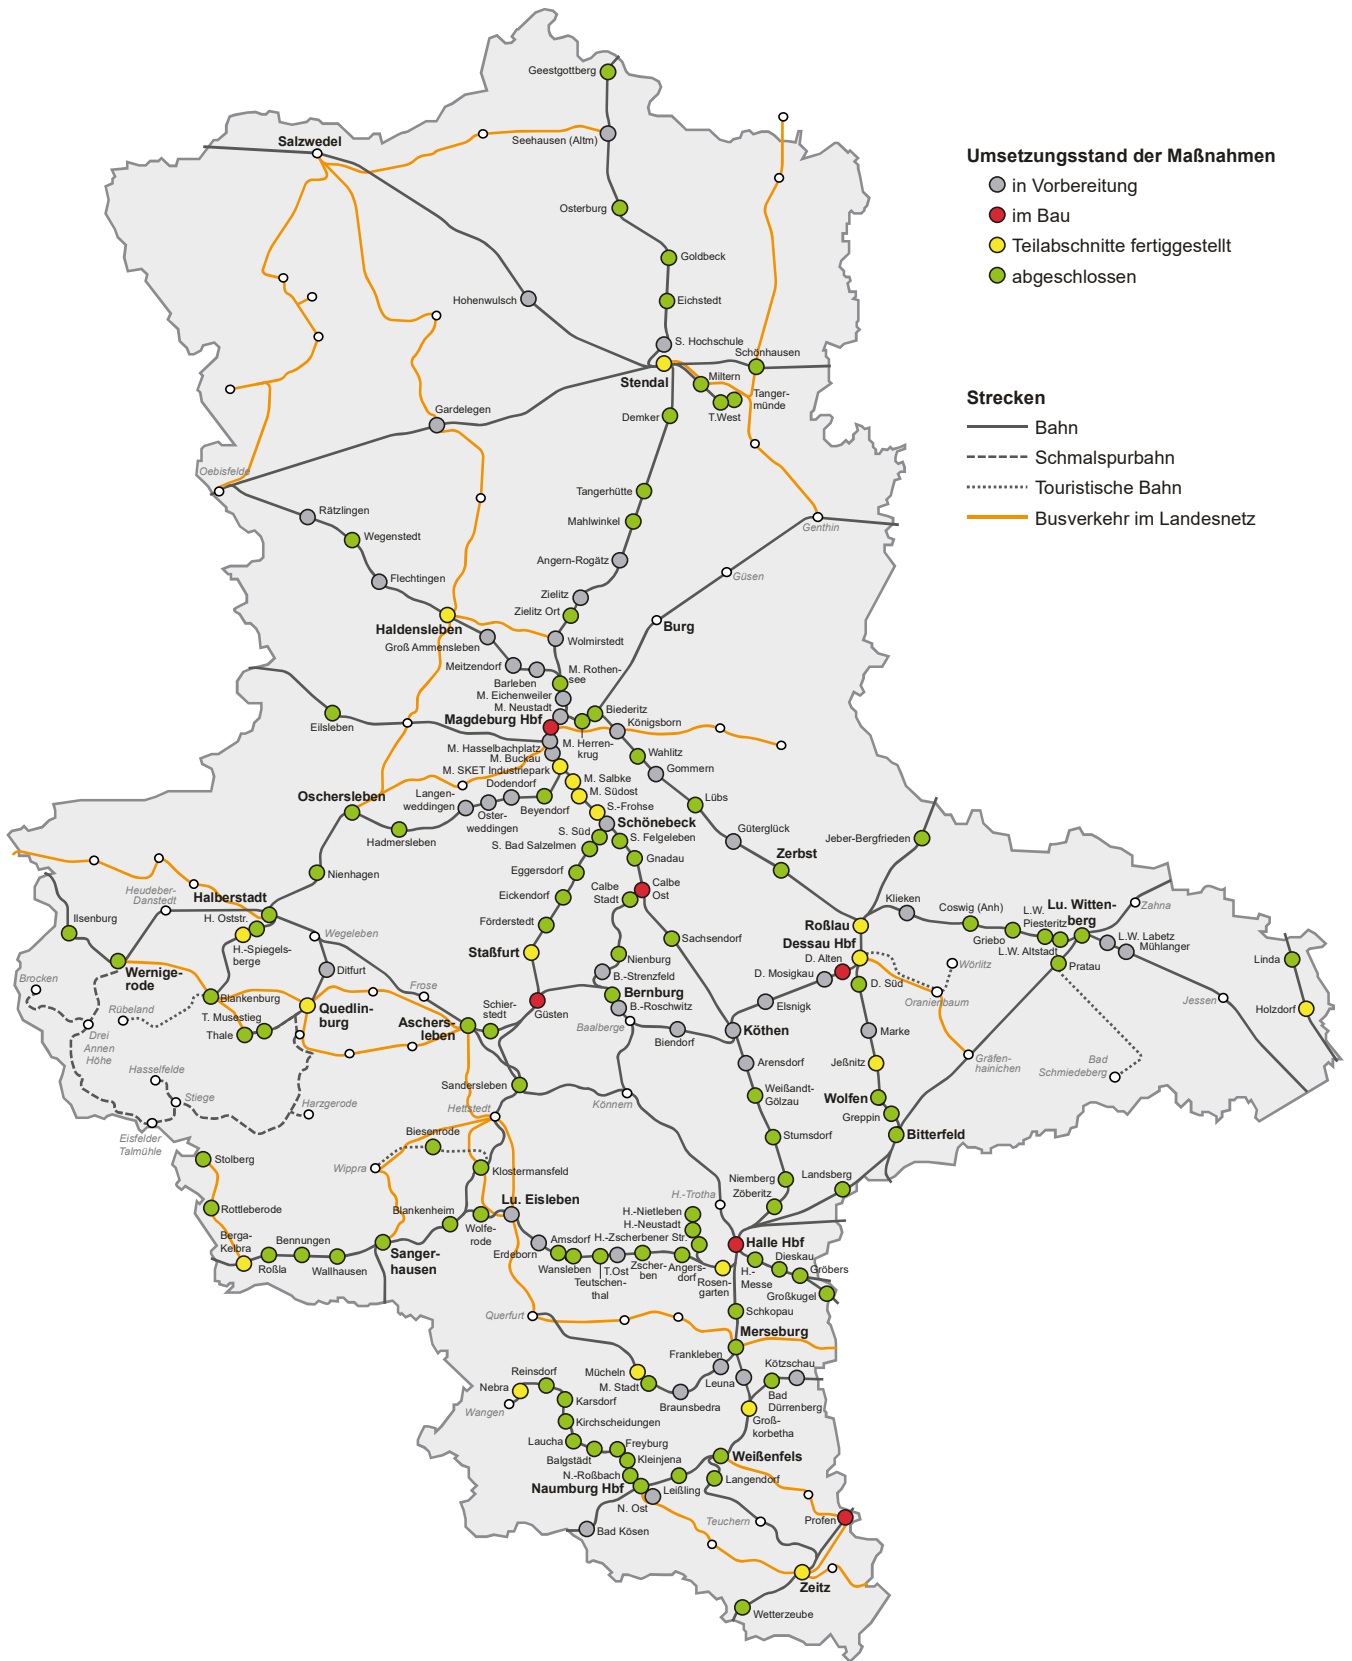 Geestgottberg
Seehausen (Altm)
Salzwedel
Osterburg
Goldbeck
Hohenwulsch
Eichstedt
S. Hochschule
Schönhausen
Stendal
Miltern
Tanger-
münde
T.West
Gardelegen
Demker
Oebisfelde
Tangerhütte
Rätzlingen
Mahlwinkel
Genthin
Wegenstedt
Angern-Rogätz
Flechtingen
Güsen
Zielitz
Zielitz Ort
Haldensleben
Burg
Groß Ammensleben
Wolmirstedt
Meitzendorf
M. Rothen-
see
Barleben
M. Eichenweiler
M. Neustadt
Biederitz
Magdeburg Hbf
Königsborn
Eilsleben
M. Herren-
krug
M. Hasselbachplatz
M. Buckau
M. SKET Industriepark
Wahlitz
Gommern
M. Salbke
M. Südost
Dodendorf
Langen-
weddingen
Oschersleben
Beyendorf
S.-Frohse
Lübs
Oster-
weddingen
Schönebeck
Hadmersleben
S. Süd
S. Felgeleben
S. Bad Salzelmen
Güterglück
Jeber-Bergfrieden
Gnadau
Zerbst
Nienhagen
Eggersdorf
Calbe
Ost
Calbe
Stadt
Eickendorf
Heudeber-
Danstedt
Halberstadt
Klieken
Coswig (Anh)
Lu. Witten-
berg
Zahna
L.W.
Piesteritz
Ilsenburg
H. Oststr.
Förderstedt
Roßlau
Griebo
Wegeleben
Sachsendorf
Dessau Hbf
L.W. Labetz
Mühlanger
L.W. Altstadt
H.-Spiegels-
berge
Staßfurt
Nienburg
D. Alten
Wörlitz
Linda
Wernige-
rode
Ditfurt
B.-Strenzfeld
D. Mosigkau
Pratau
Brocken
Frose
Bernburg
D. Süd
Blankenburg
Schier-
stedt
Güsten
B.-Roschwitz
Elsnigk
Oranienbaum
Jessen
Holzdorf
Rübeland
T. Musestieg
Quedlin-
burg
Aschers-
leben
Baalberge
Köthen
Marke
Thale
Drei
Annen
Höhe
Biendorf
Arensdorf
Jeßnitz
Gräfen-
hainichen
Bad
Schmiedeberg
Hasselfelde
Sandersleben
Weißandt-
Gölzau
Wolfen
Stiege
Harzgerode
Hettstedt
Könnern
Greppin
Eisfelder
Talmühle
Biesenrode
Stumsdorf
Bitterfeld
Stolberg
Wippra
Klostermansfeld
Niemberg
Landsberg
Rottleberode
Blankenheim
Lu. Eisleben
H.-Trotha
Zöberitz
H.-Nietleben
H.-Neustadt
Berga-
Kelbra
Bennungen
Wolfe-
rode
Erdeborn
Amsdorf
H.-Zscherbener Str.
Halle Hbf
Sanger-
hausen
Roßla
Wallhausen
Wansleben
T.Ost
Zscher-
ben
Angers-
dorf
Dieskau
Gröbers
H.-
Messe
Teutschen-
thal
Rosen-
garten
Großkugel
Querfurt
Schkopau
Merseburg
Frankleben
Kötzschau
Reinsdorf
Mücheln
M. Stadt
Leuna
Nebra
Bad
Dürrenberg
Karsdorf
Braunsbedra
Wangen
Groß-
korbetha
Kirchscheidungen
Laucha
Freyburg
Balgstädt
Kleinjena
Weißenfels
N.-Roßbach
Langendorf
Naumburg Hbf
Leißling
N. Ost
Teuchern
Profen
Bad Kösen
Zeitz
Wetterzeube
Umsetzungsstand der Maßnahmen
in Vorbereitung
im Bau
Teilabschnitte fertiggestellt
abgeschlossen
Strecken
Bahn
Schmalspurbahn
Touristische Bahn
Busverkehr im Landesnetz